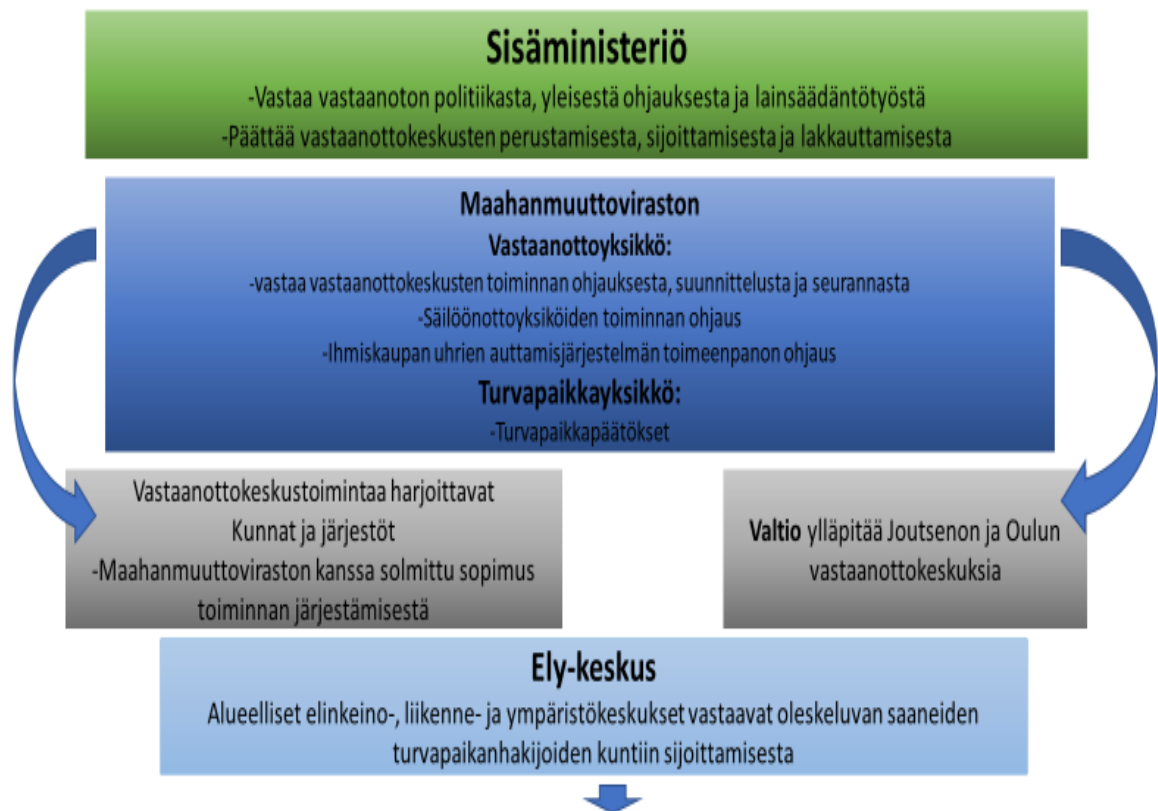 Sisäministeriö
-Vastaa vastaanoton politiikasta, yleisestä ohjauksesta ja lainsäädäntötyöstä
-Päättää vastaanottokeskusten perustamisesta, sijoittamisesta ja lakkauttamisesta
Maahanmuuttoviraston
Vastaanottoyksikkö:
-vastaa vastaanottokeskusten toiminnan ohjauksesta, suunnittelusta ja seurannasta
-Säilöönottoyksiköiden toiminnan ohjaus
-Ihmiskaupan uhrien auttamisjärjestelmän toimeenpanon ohjaus
Turvapaikkayksikkö:
-Turvapaikkapäätökset
Vastaanottokeskustoimintaa harjoittavat
Kunnat ja järjestöt
-Maahanmuuttoviraston kanssa solmittu sopimus
toiminnan järjestämisestä
Valtio ylläpitää Joutsenon ja Oulun
vastaanottokeskuksia
Ely-keskus
Alueelliset elinkeino-, liikenne- ja ympäristökeskukset vastaavat oleskeluvan saaneiden
turvapaikanhakijoiden kuntiin sijoittamisesta